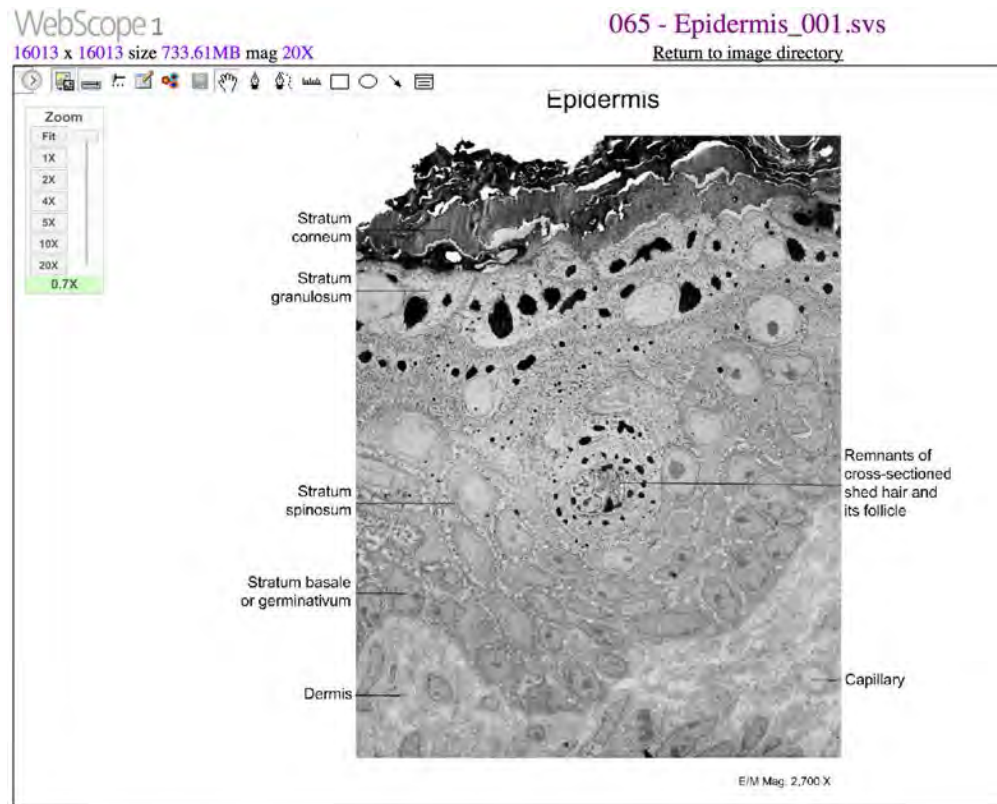 WebScope 1
065 - Epidermis_001.svs
16013 x 16013 size 733.61MB mag 20X
Return to image directory
Zoom
Fit
1X
2X
4X
5X
10X
20X
0.7X
Epidermis
Stratum
corneum
Stratum
granulosum
Stratum
spinosum
Stratum basale
or germinativum
Dermis
Remnants of
cross-sectioned
shed hair and
its follicle
Capillary
E/M Mag. 2,700 X